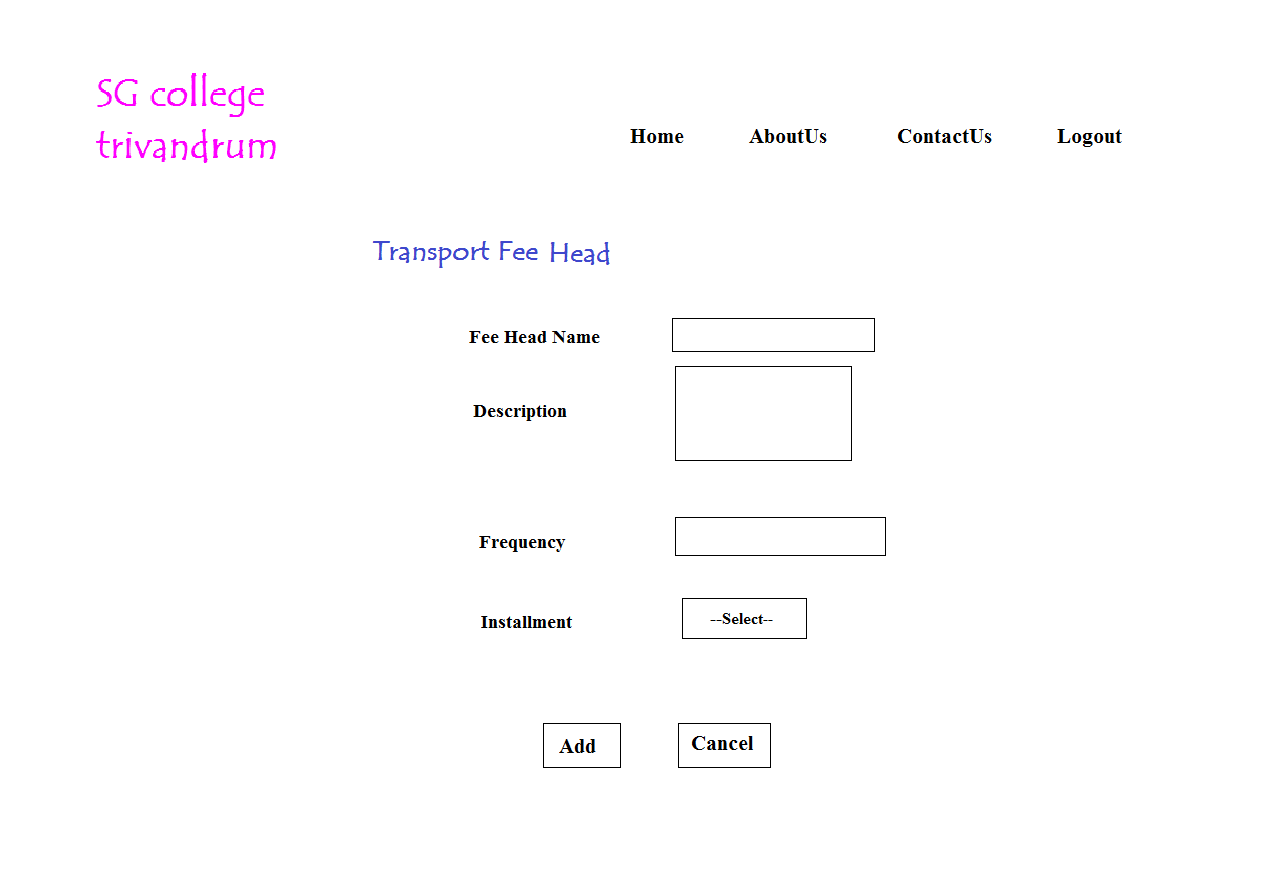 SG college
trivandrum
Home AboutUs ContactUs Logout
Transport Fee Head
Fee Head Name
Description
Frequency
Installment --Select--
Add Cancel